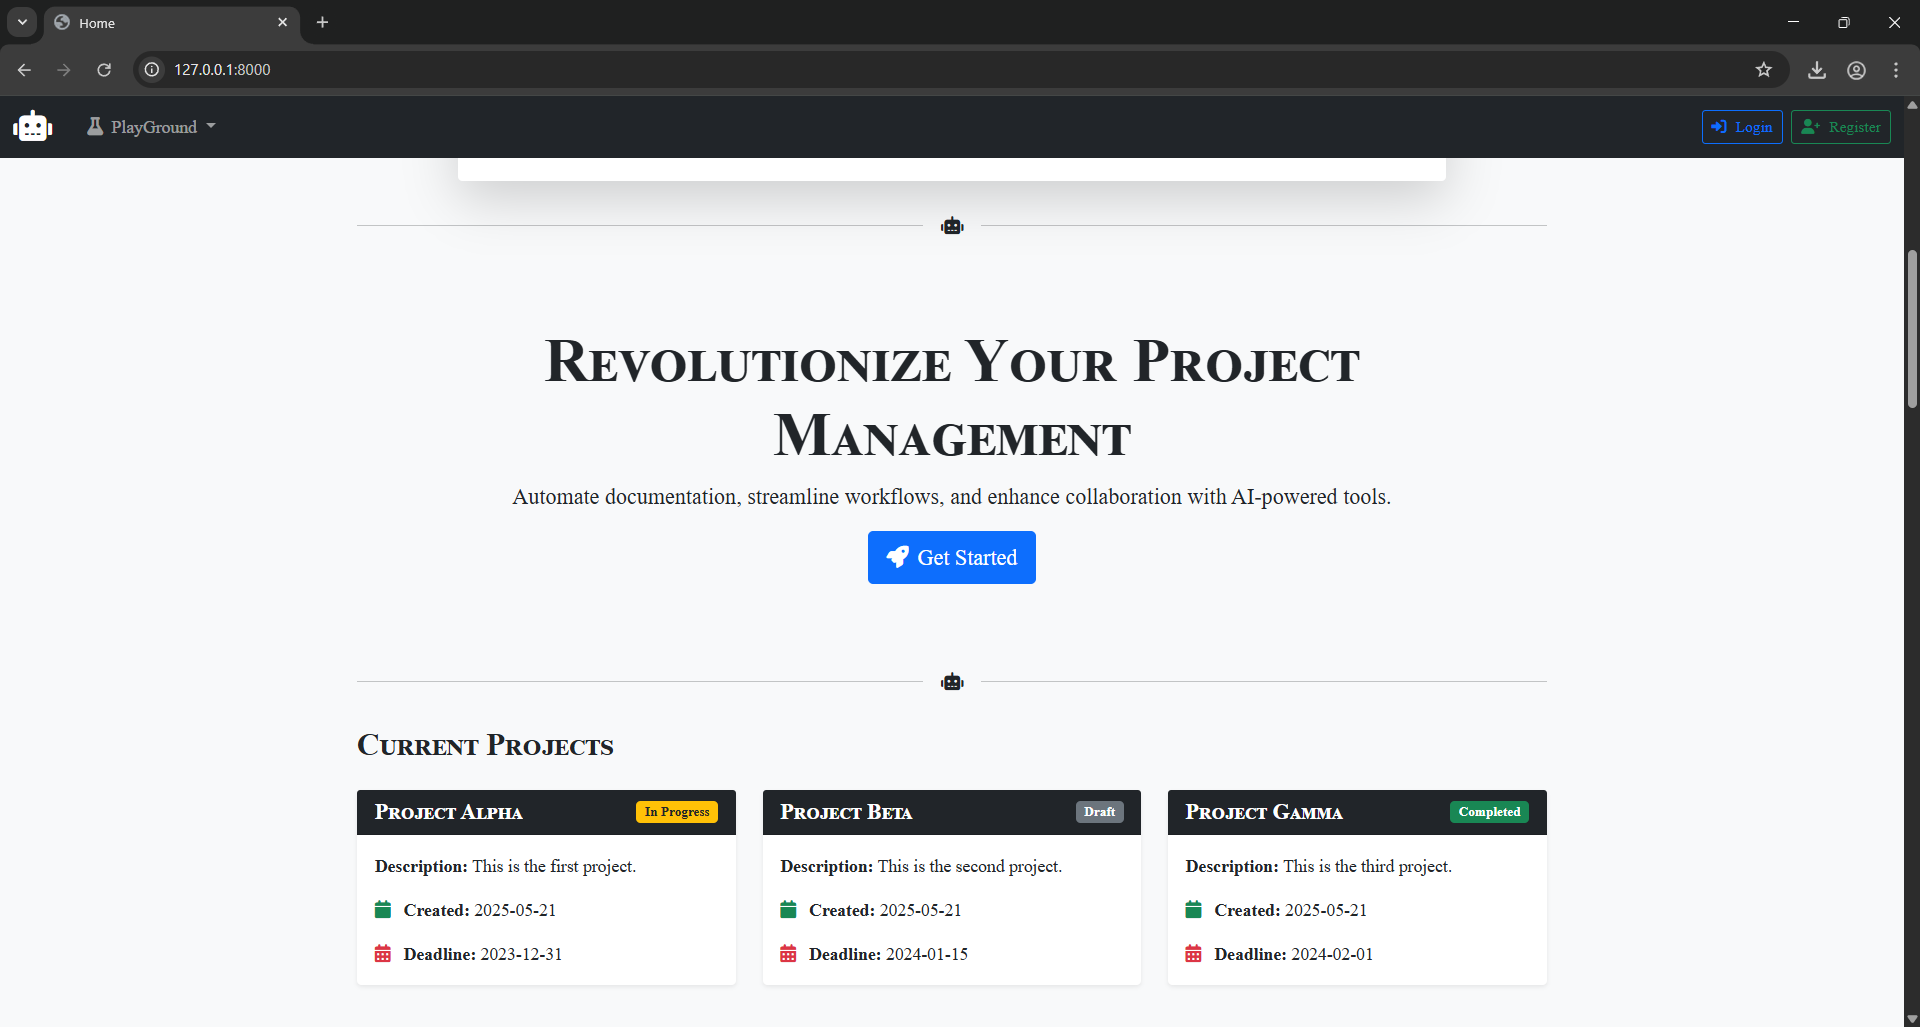 Home
127.0.0.1:8000
PlayGround
Login
Register
Revolutionize Your Project
Management
Automate documentation, streamline workflows, and enhance collaboration with AI-powered tools.
Get Started
Current Projects
Project Alpha
In Progress
Description: This is the first project.
Created: 2025-05-21
Deadline: 2023-12-31
Project Beta
Draft
Description: This is the second project.
Created: 2025-05-21
Deadline: 2024-01-15
Project Gamma
Completed
Description: This is the third project.
Created: 2025-05-21
Deadline: 2024-02-01